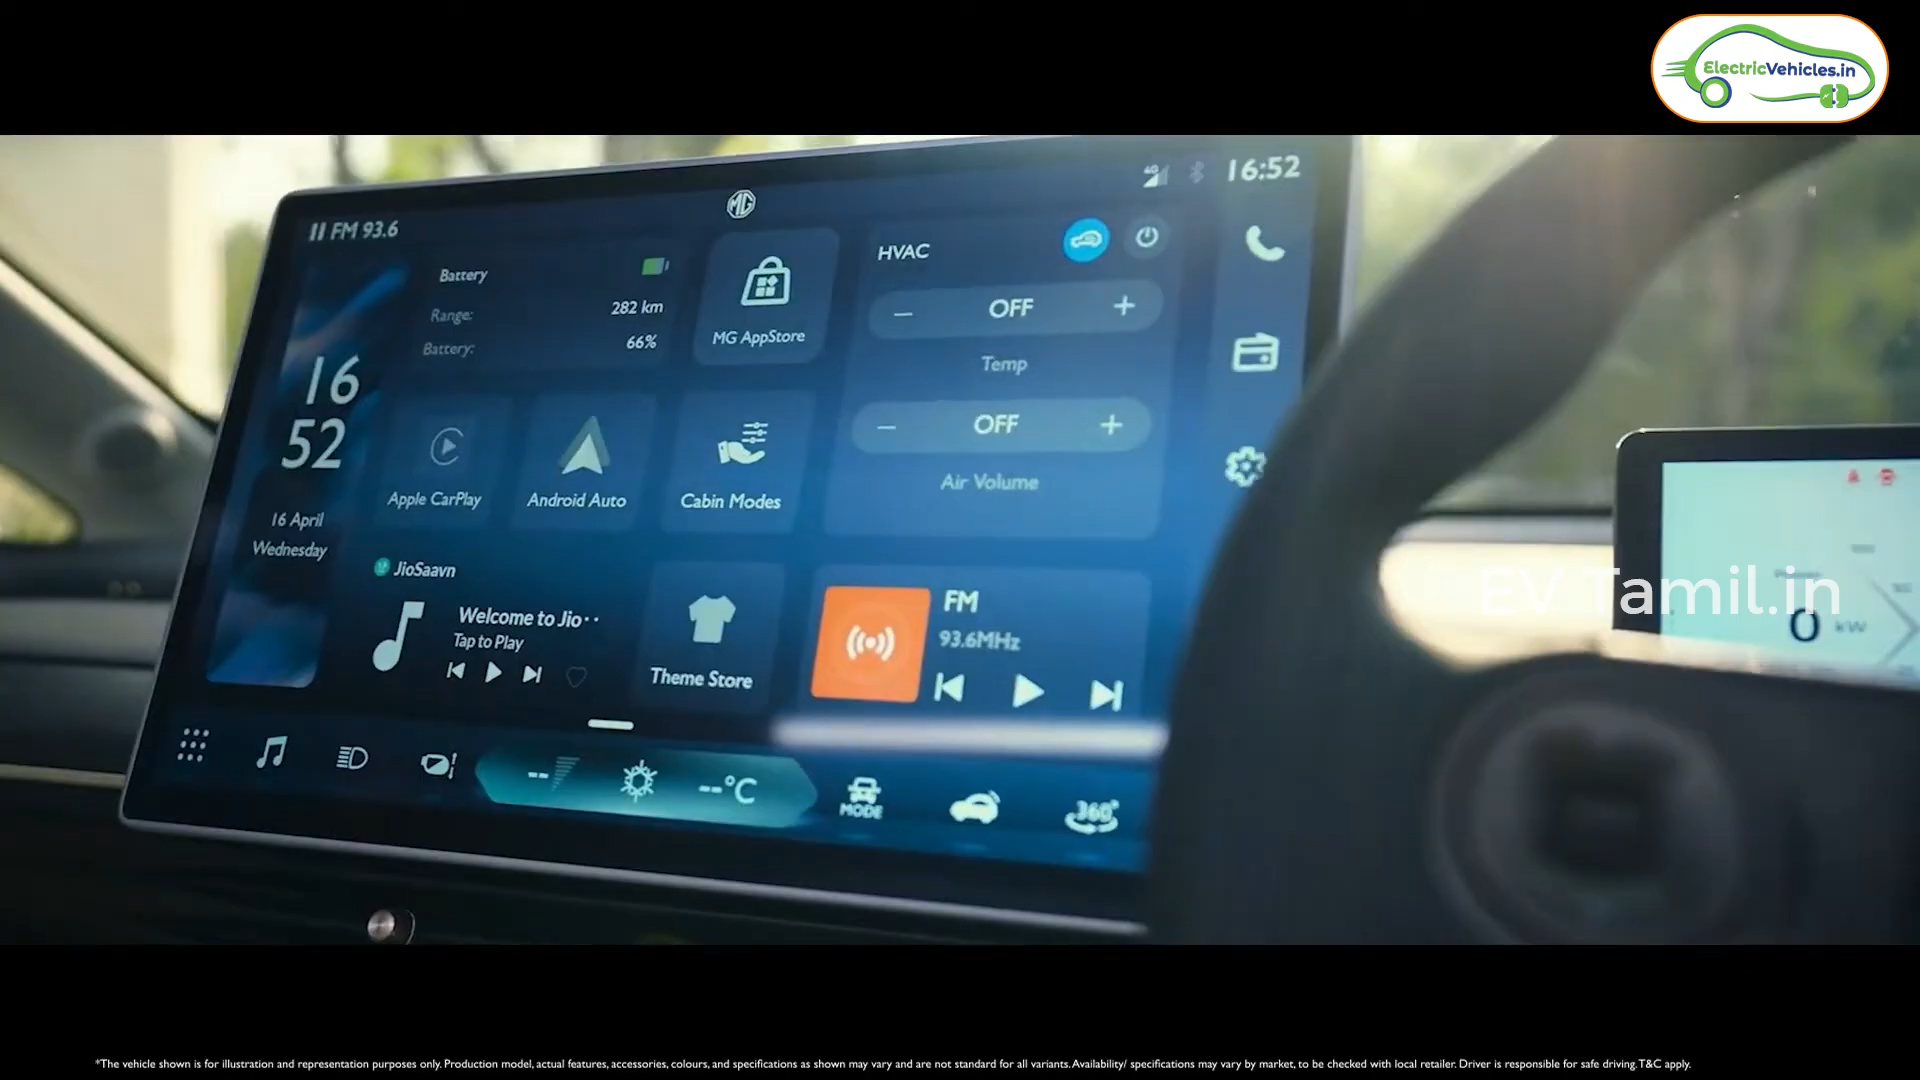 ElectricVehicles.in
16:52
4G
MG
FM 93.6
Battery
Range: 282 km
Battery: 66%
MG AppStore
HVAC
OFF
Temp
OFF
Air Volume
16
52
16 April
Wednesday
Apple CarPlay
Android Auto
Cabin Modes
JioSaavn
Welcome to Jio··
Tap to Play
Theme Store
FM
93.6MHz
--
--°C
MODE
360°
EV Tamil.in
0 kW
*The vehicle shown is for illustration and representation purposes only. Production model, actual features, accessories, colours, and specifications as shown may vary and are not standard for all variants. Availability/ specifications may vary by market, to be checked with local retailer. Driver is responsible for safe driving. T&C apply.